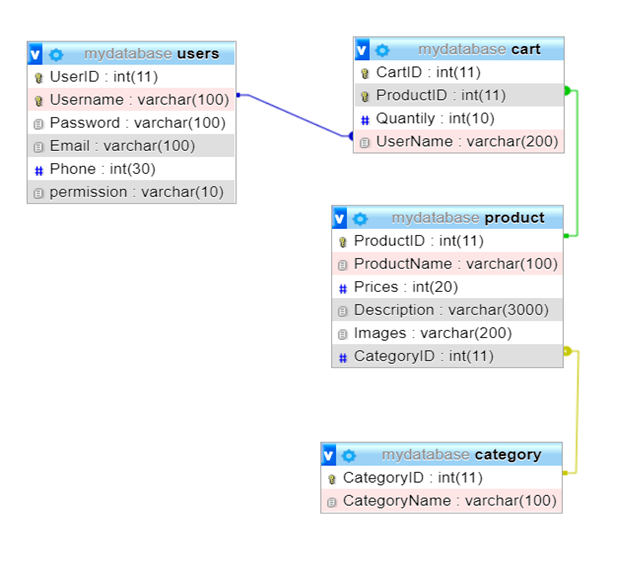 mydatabase users
UserID : int(11)
Username : varchar(100)
Password : varchar(100)
Email : varchar(100)
# Phone : int(30)
permission : varchar(10)
mydatabase cart
CartID : int(11)
ProductID : int(11)
# Quantily : int(10)
UserName : varchar(200)
mydatabase product
ProductID : int(11)
ProductName : varchar(100)
# Prices : int(20)
Description : varchar(3000)
Images : varchar(200)
# CategoryID : int(11)
mydatabase category
CategoryID : int(11)
CategoryName : varchar(100)